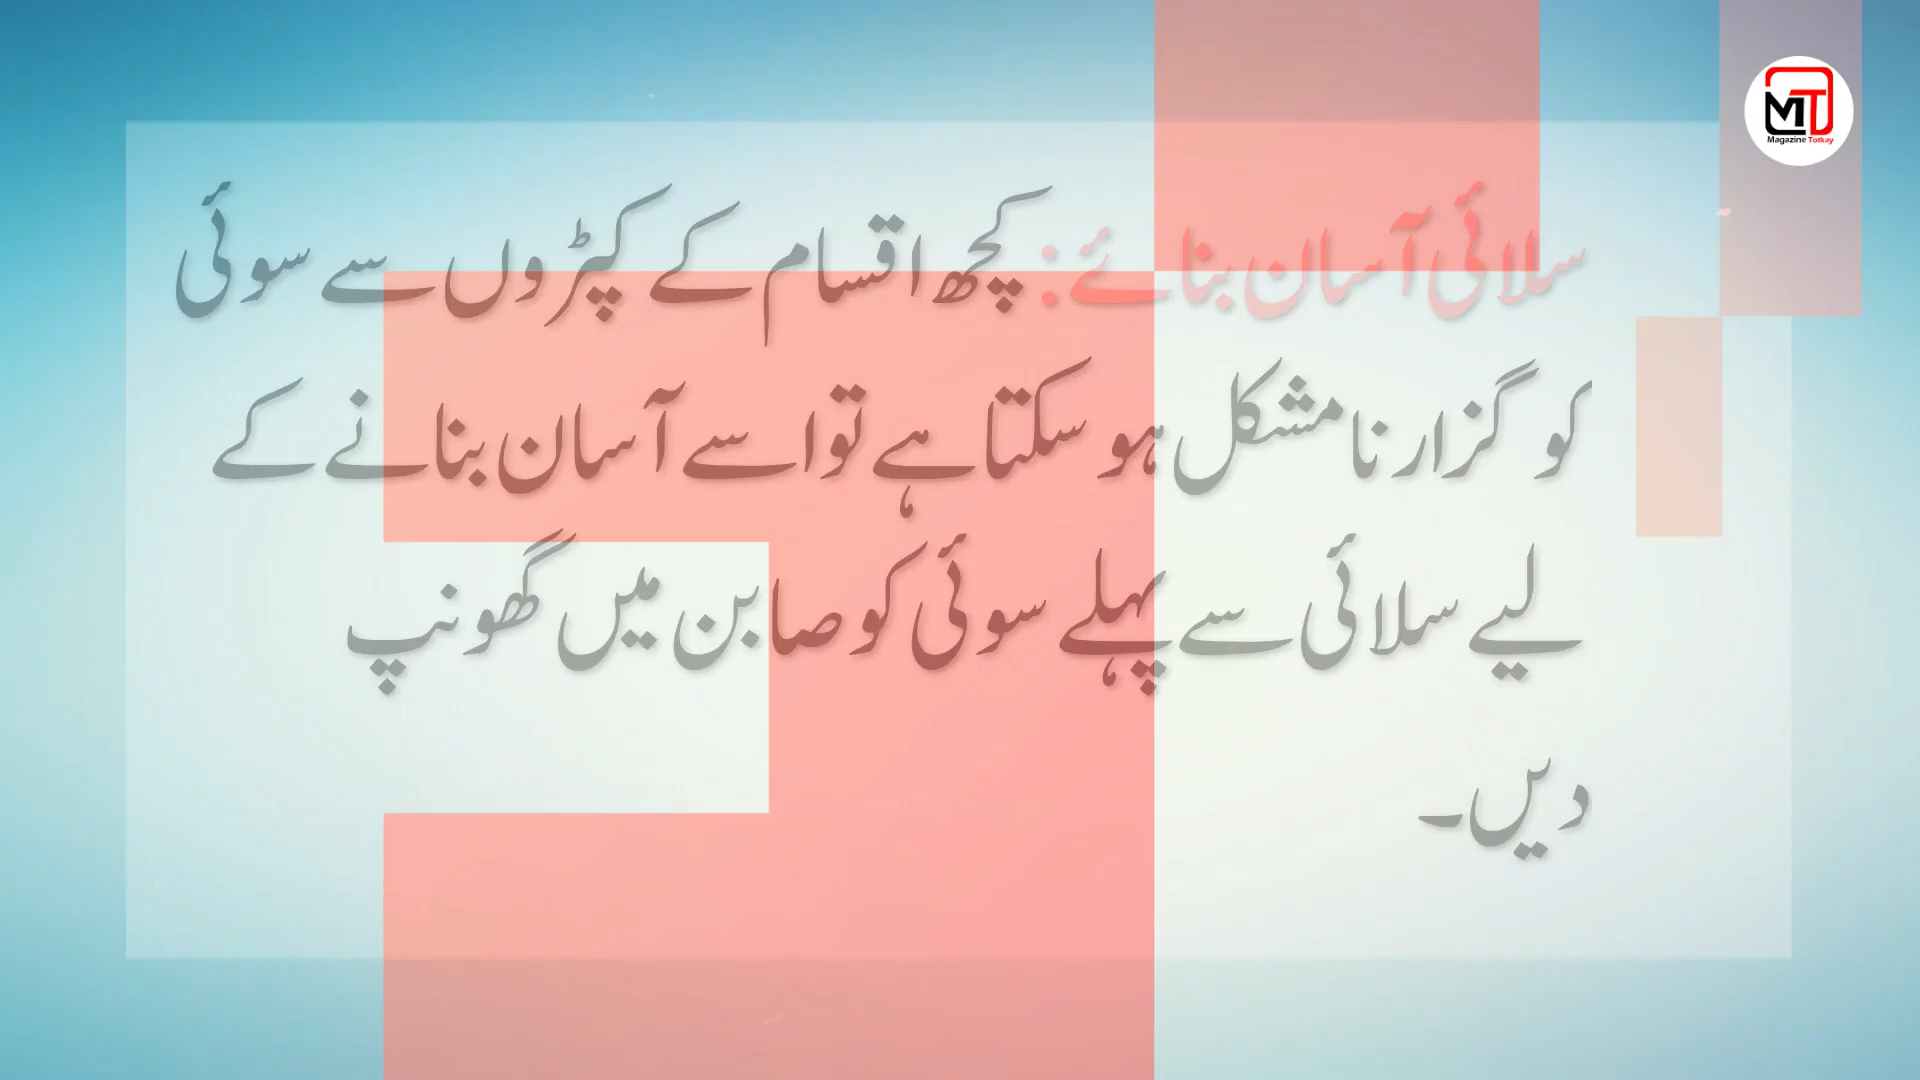 Magazine Totkay
سلائی آسان بنائے: کچھ اقسام کے کپڑوں سے سوئی
کو گزارنا مشکل ہو سکتا ہے تو اسے آسان بنانے کے
لیے سلائی سے پہلے سوئی کو صابن میں گھونپ
دیں۔